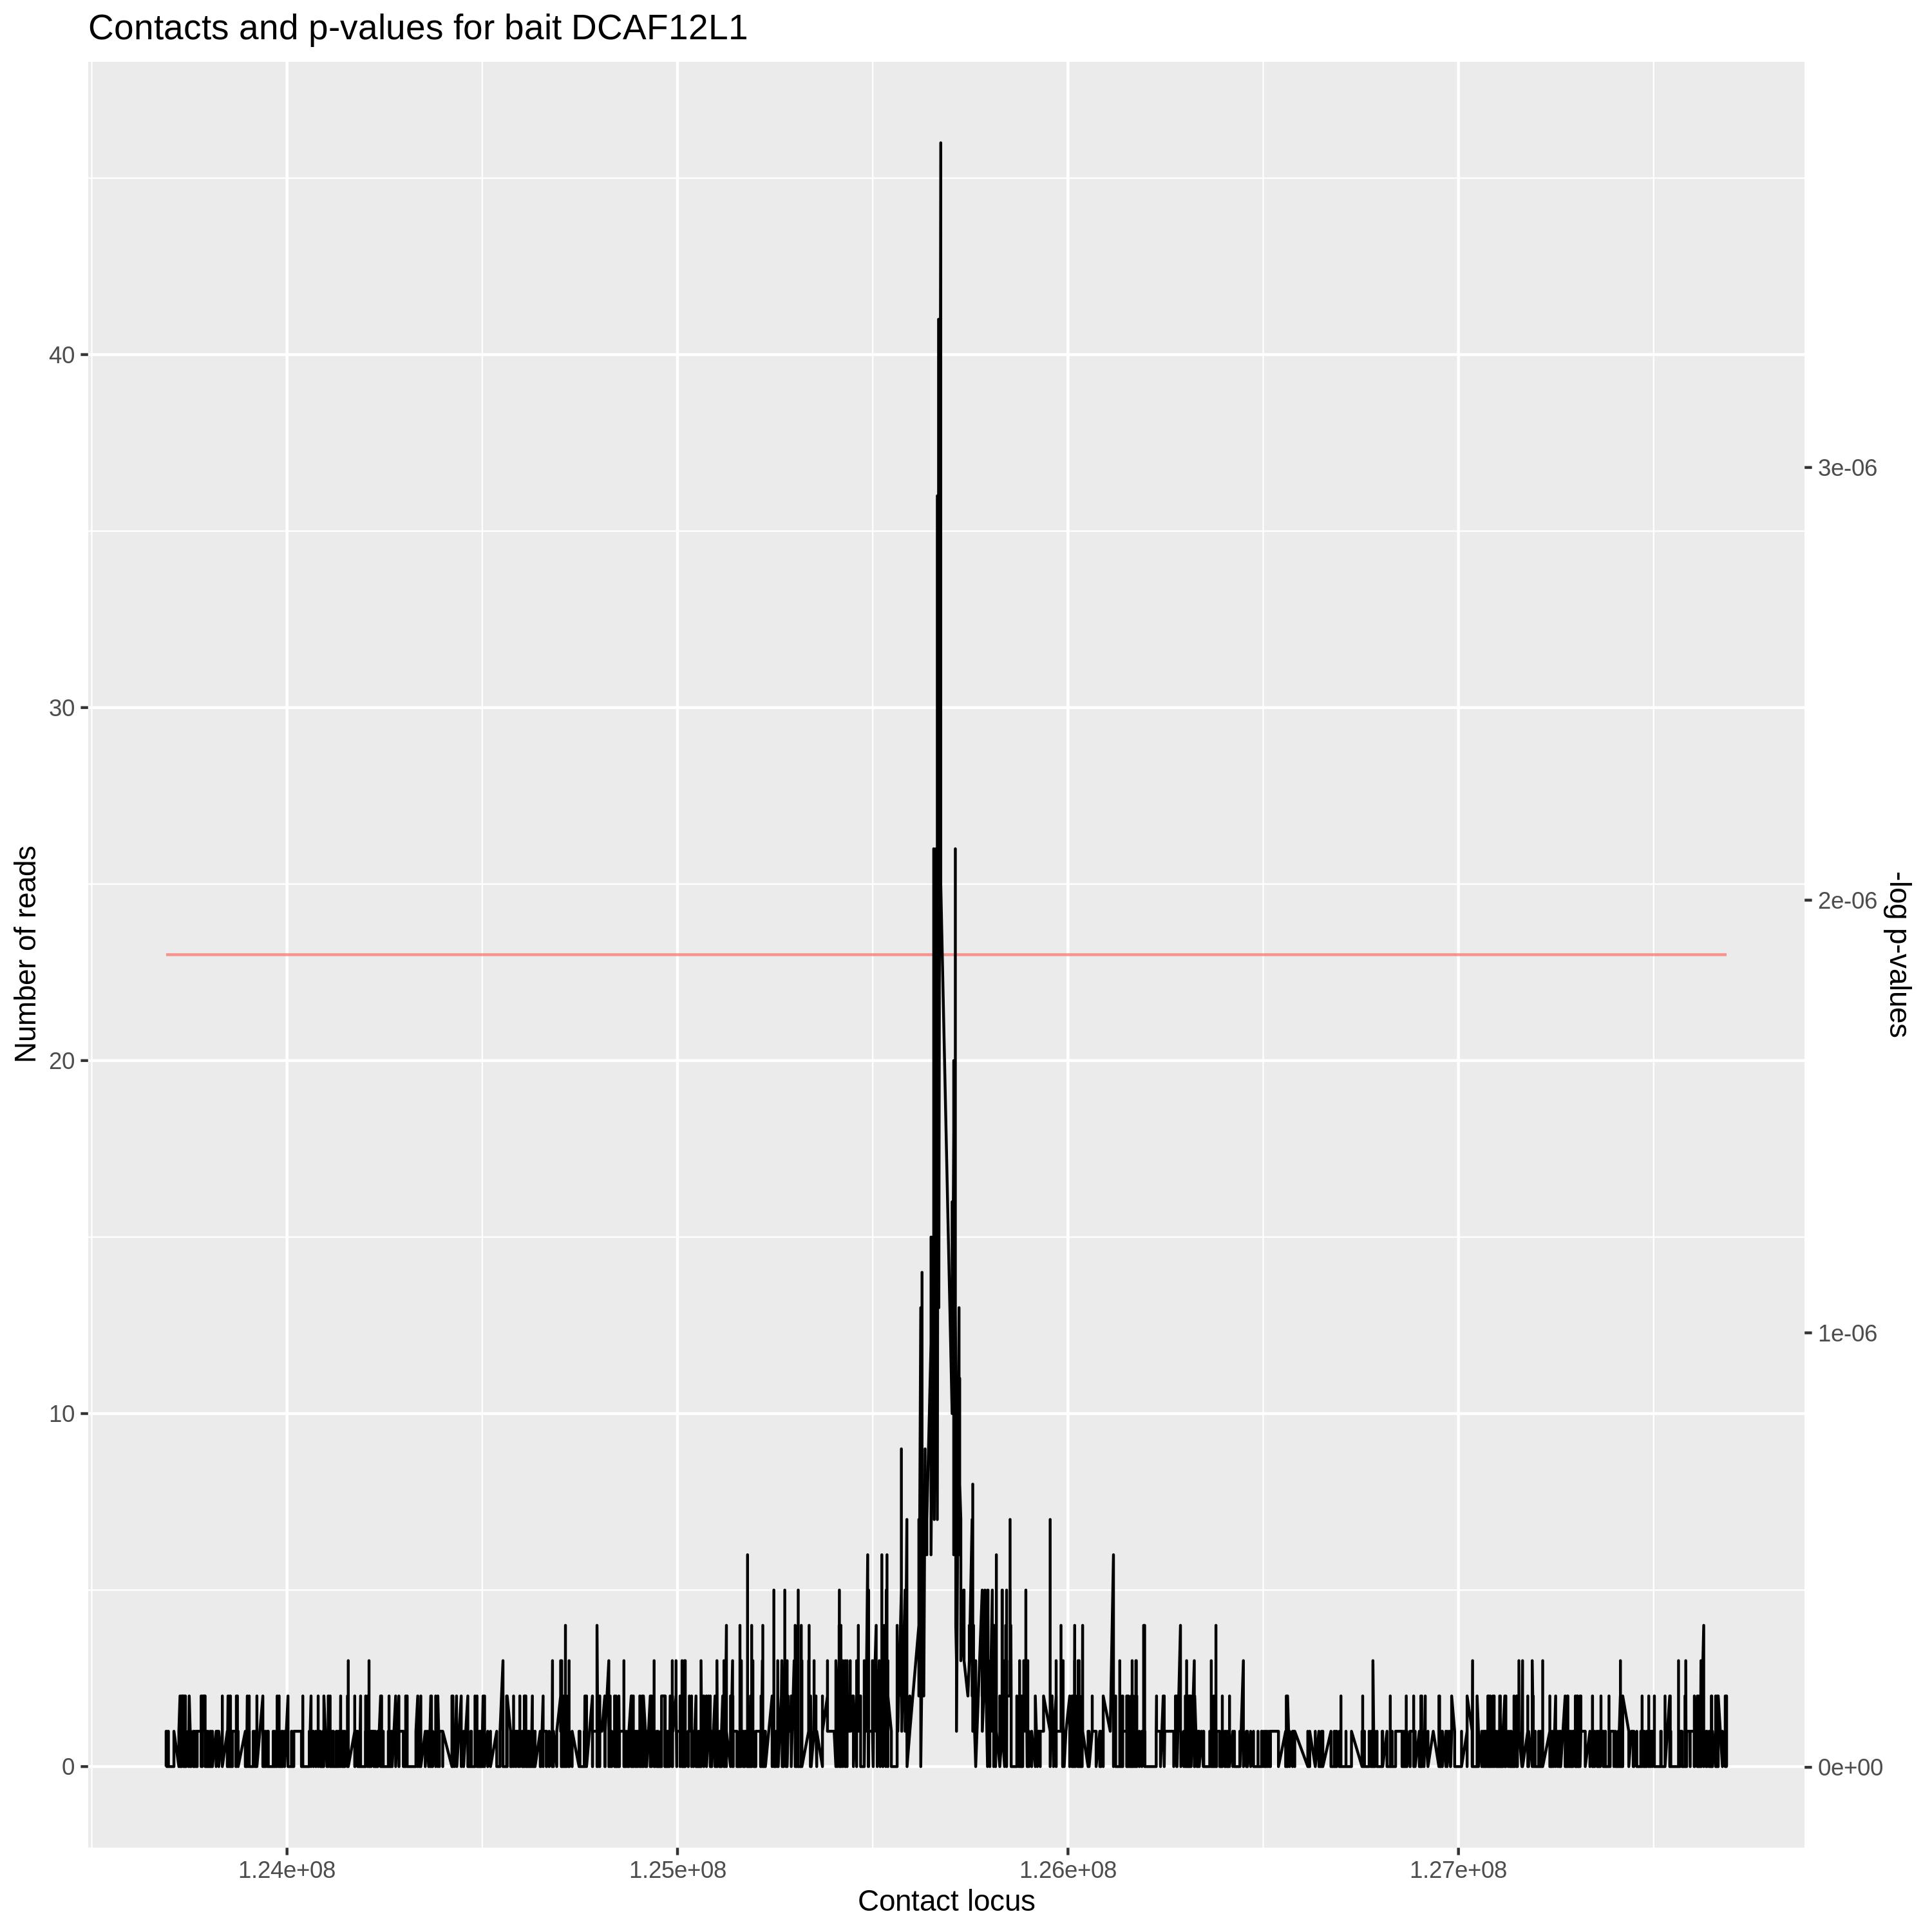 Contacts and p-values for bait DCAF12L1
40
30
20
10
0
Number of reads
3e-06
2e-06
1e-06
0e+00
-log p-values
1.24e+08
1.25e+08
1.26e+08
1.27e+08
Contact locus